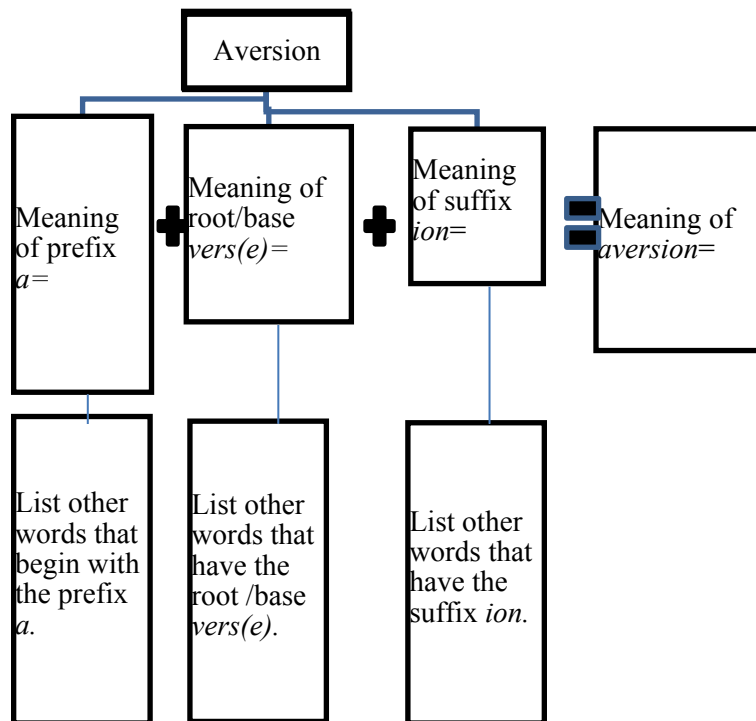 Aversion
Meaning
of prefix
a=
Meaning of
root/base
vers(e)=
Meaning
of suffix
ion=
Meaning of
aversion=
List other
words that
begin with
the prefix
a.
List other
words that
have the
root /base
vers(e).
List other
words that
have the
suffix ion.